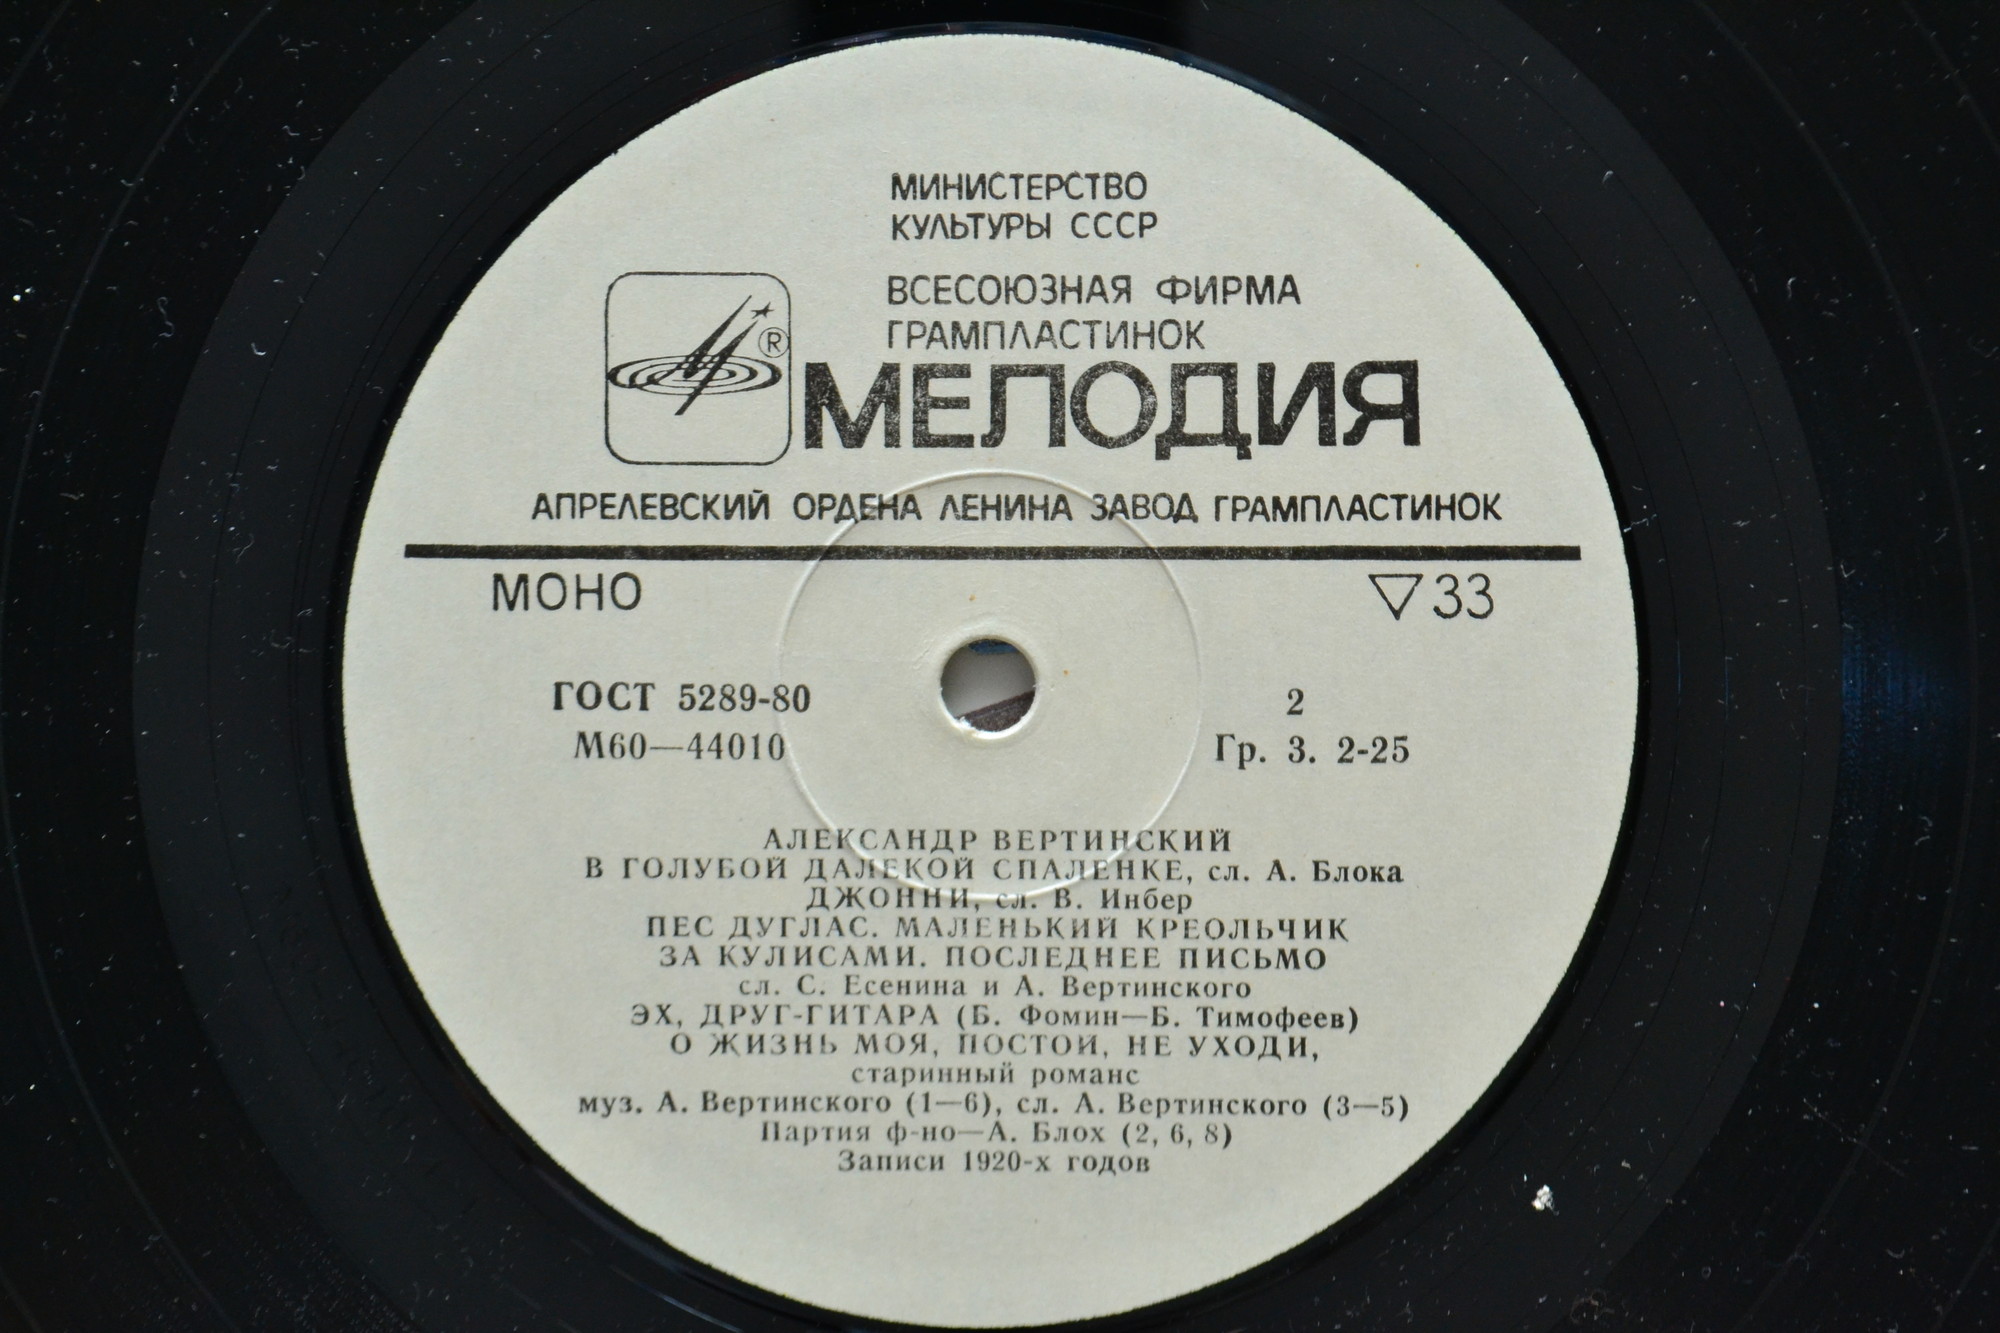 МИНИСТЕРСТВО
КУЛЬТУРЫ СССР
ВСЕСОЮЗНАЯ ФИРМА
ГРАМПЛАСТИНОК
®
МЕЛОДИЯ
АПРЕЛЕВСКИЙ ОРДЕНА ЛЕНИНА ЗАВОД ГРАМПЛАСТИНОК
МОНО
▽33
ГОСТ 5289-80
2
М60—44010
Гр. 3. 2-25
АЛЕКСАНДР ВЕРТИНСКИЙ
В ГОЛУБОЙ ДАЛЕКОЙ СПАЛЕНКЕ, сл. А. Блока
ДЖОННИ, сл. В. Инбер
ПЕС ДУГЛАС. МАЛЕНЬКИЙ КРЕОЛЬЧИК
ЗА КУЛИСАМИ. ПОСЛЕДНЕЕ ПИСЬМО
сл. С. Есенина и А. Вертинского
ЭХ, ДРУГ-ГИТАРА (Б. Фомин—Б. Тимофеев)
О ЖИЗНЬ МОЯ, ПОСТОЙ, НЕ УХОДИ,
старинный романс
муз. А. Вертинского (1—6), сл. А. Вертинского (3—5)
Партия ф-но—А. Блох (2, 6, 8)
Записи 1920-х годов